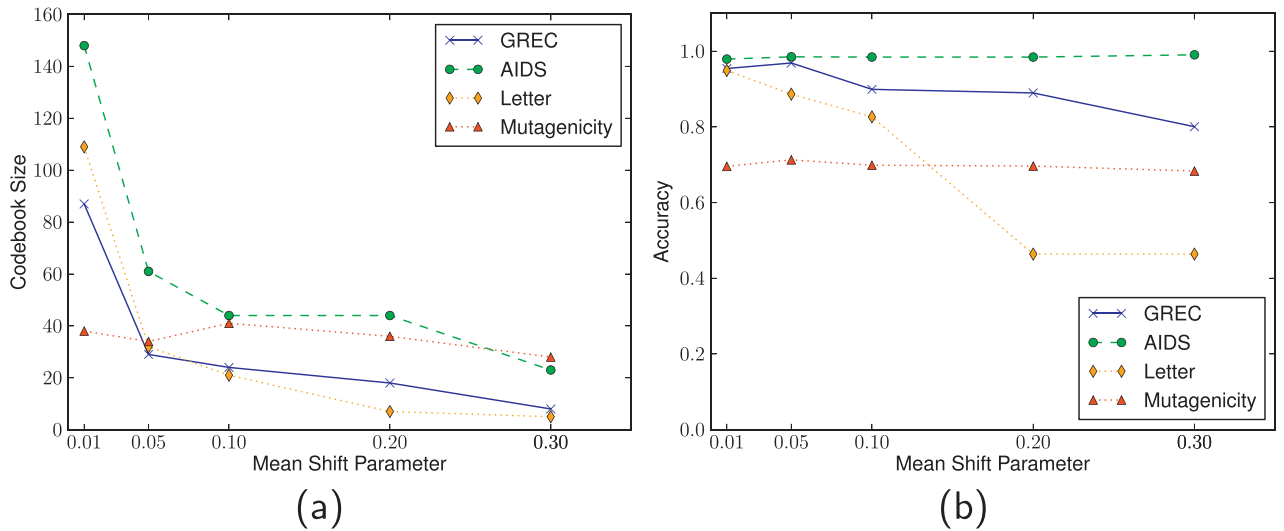 160
140
120
100
80
60
40
20
0
Codebook Size
GREC
AIDS
Letter
Mutagenicity
0.01 0.05 0.10 0.20 0.30
Mean Shift Parameter
(a)
1.0
0.8
0.6
0.4
0.2
0.0
Accuracy
GREC
AIDS
Letter
Mutagenicity
0.01 0.05 0.10 0.20 0.30
Mean Shift Parameter
(b)